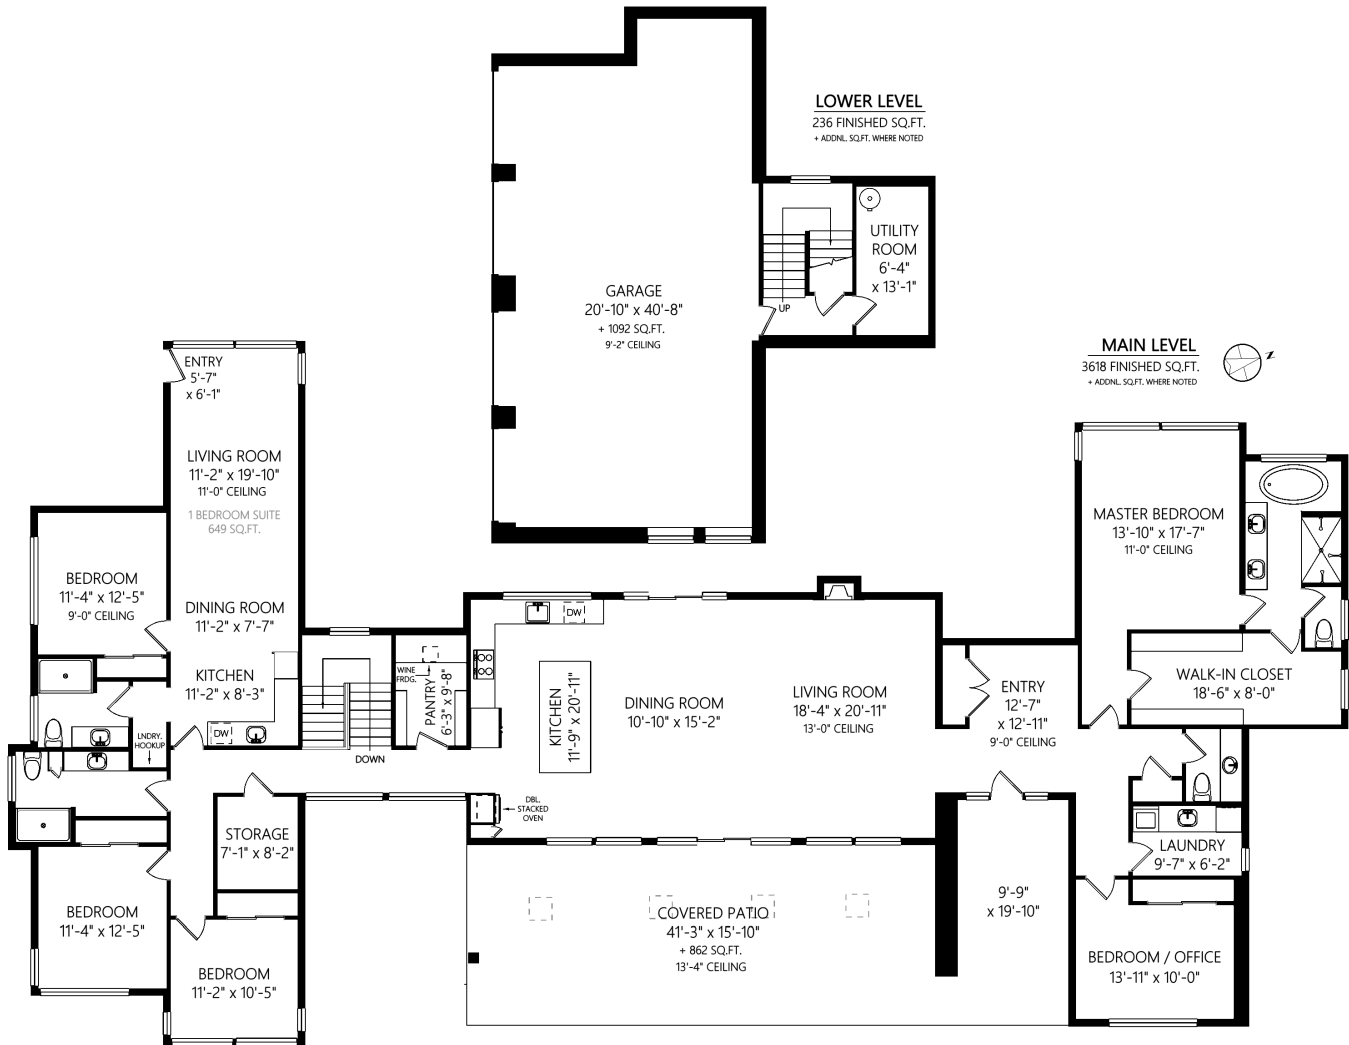 LOWER LEVEL
236 FINISHED SQ.FT.
+ ADDNL. SQ.FT. WHERE NOTED
UTILITY
ROOM
6'-4"
x 13'-1"
GARAGE
20'-10" x 40'-8"
+ 1092 SQ.FT.
9'-2" CEILING
UP
MAIN LEVEL
3618 FINISHED SQ.FT.
+ ADDNL. SQ.FT. WHERE NOTED
Z
ENTRY
5'-7"
x 6'-1"
LIVING ROOM
11'-2" x 19'-10"
11'-0" CEILING
1 BEDROOM SUITE
649 SQ.FT.
BEDROOM
11'-4" x 12'-5"
9'-0" CEILING
DINING ROOM
11'-2" x 7'-7"
KITCHEN
11'-2" x 8'-3"
DW
LNDRY.
HOOKUP
DOWN
WINE
FRDG.
PANTRY
6'-3" x 9'-8"
DW
KITCHEN
11'-9" x 20'-11"
DINING ROOM
10'-10" x 15'-2"
LIVING ROOM
18'-4" x 20'-11"
13'-0" CEILING
ENTRY
12'-7"
x 12'-11"
9'-0" CEILING
MASTER BEDROOM
13'-10" x 17'-7"
11'-0" CEILING
WALK-IN CLOSET
18'-6" x 8'-0"
DBL.
STACKED
OVEN
STORAGE
7'-1" x 8'-2"
LAUNDRY
9'-7" x 6'-2"
BEDROOM
11'-4" x 12'-5"
COVERED PATIO
41'-3" x 15'-10"
+ 862 SQ.FT.
13'-4" CEILING
9'-9"
x 19'-10"
BEDROOM
11'-2" x 10'-5"
BEDROOM / OFFICE
13'-11" x 10'-0"